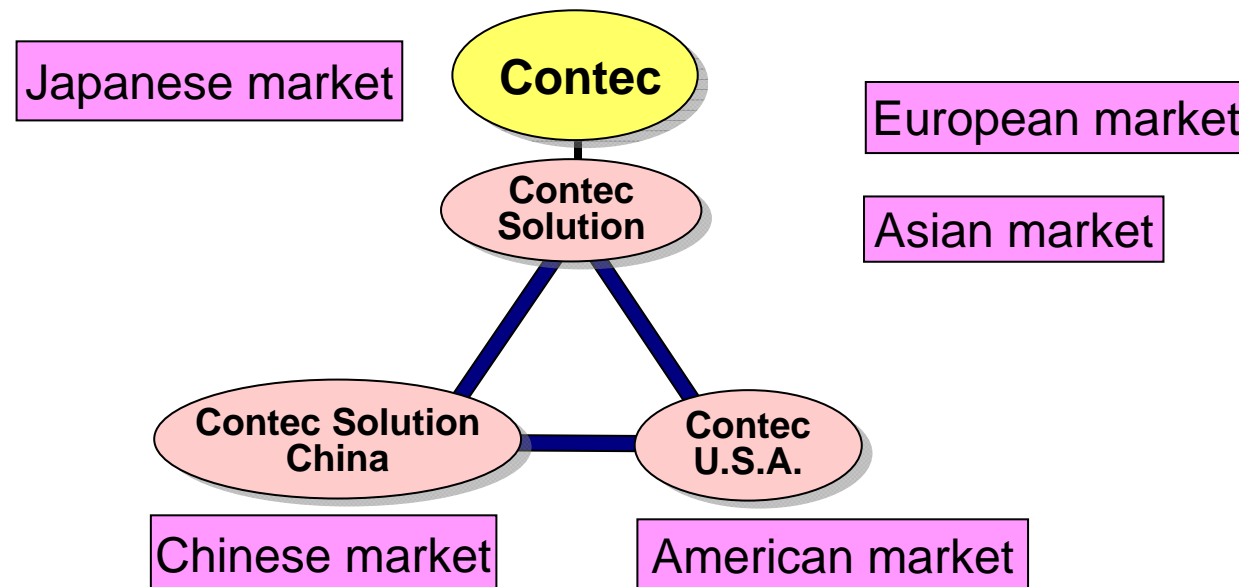 Japanese market
Contec
European market
Contec
Solution
Asian market
Contec Solution
China
Contec
U.S.A.
Chinese market
American market